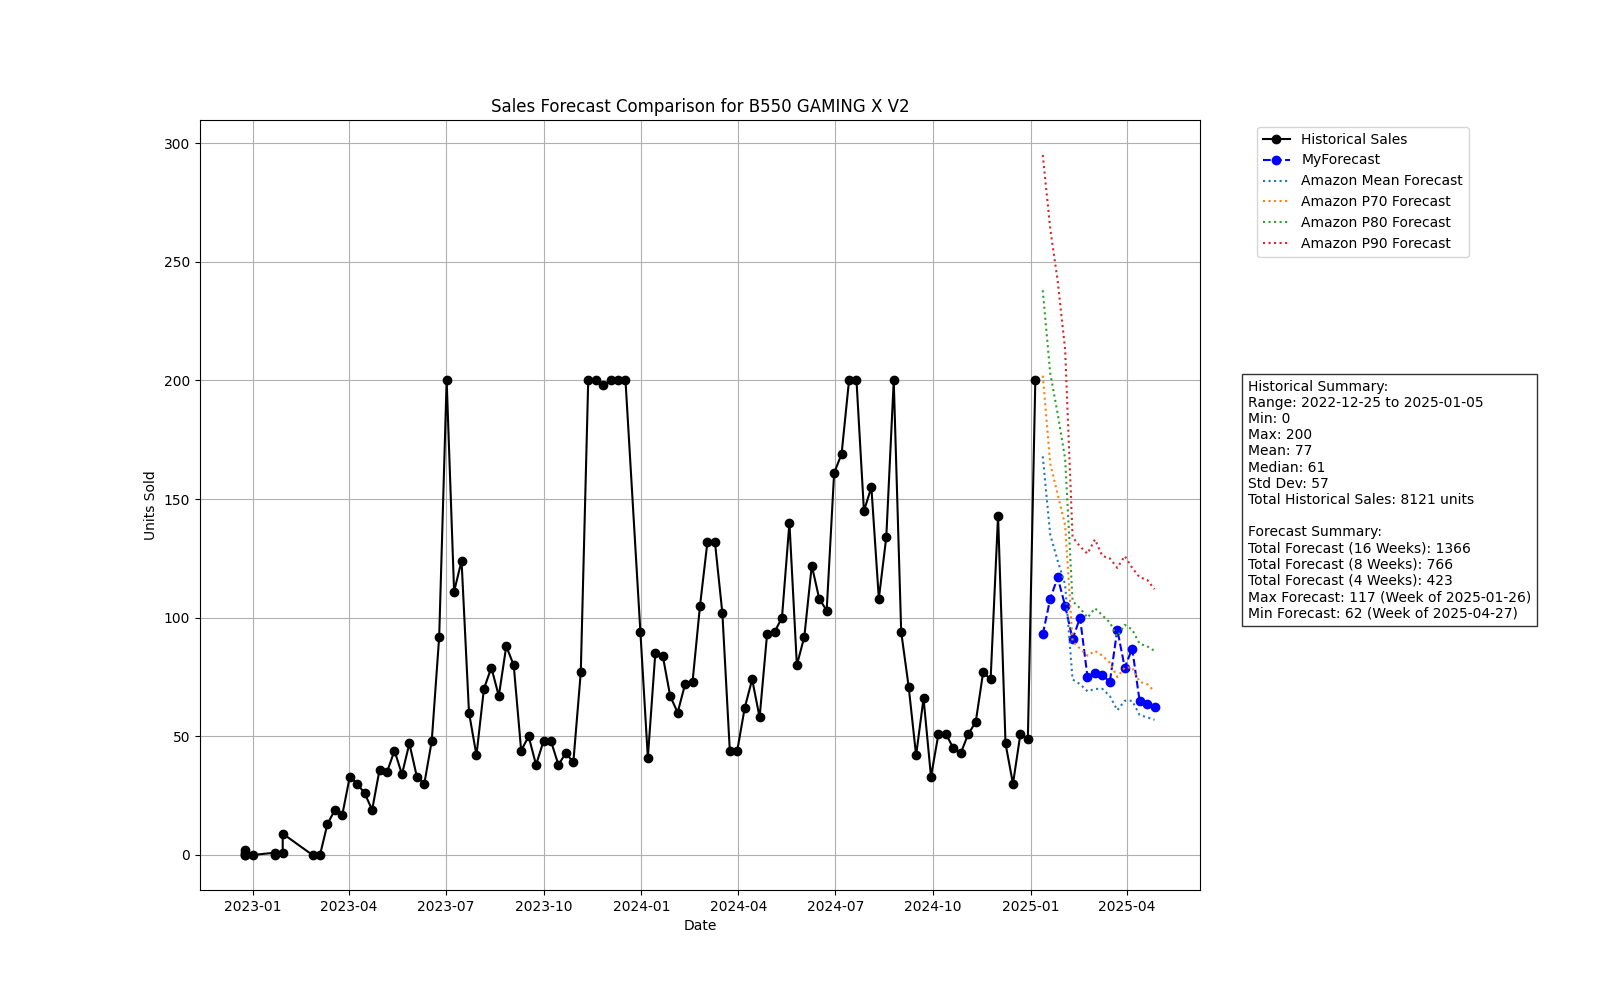 Sales Forecast Comparison for B550 GAMING X V2
300
250
200
150
100
50
0
Units Sold
2023-01
2023-04
2023-07
2023-10
2024-01
2024-04
2024-07
2024-10
2025-01
2025-04
Date
Historical Sales
MyForecast
Amazon Mean Forecast
Amazon P70 Forecast
Amazon P80 Forecast
Amazon P90 Forecast
Historical Summary:
Range: 2022-12-25 to 2025-01-05
Min: 0
Max: 200
Mean: 77
Median: 61
Std Dev: 57
Total Historical Sales: 8121 units
Forecast Summary:
Total Forecast (16 Weeks): 1366
Total Forecast (8 Weeks): 766
Total Forecast (4 Weeks): 423
Max Forecast: 117 (Week of 2025-01-26)
Min Forecast: 62 (Week of 2025-04-27)